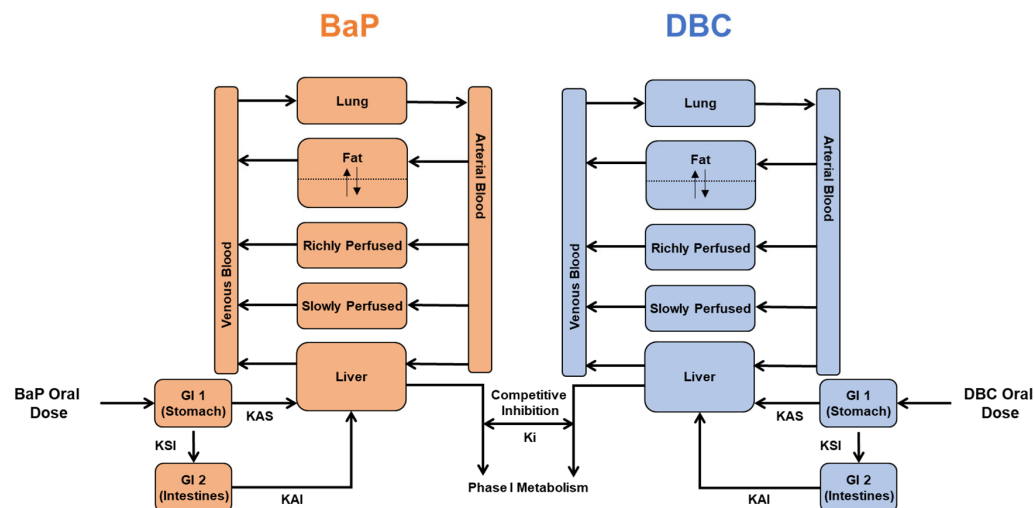 BaP
DBC
Lung
Fat
Richly Perfused
Slowly Perfused
Liver
Venous Blood
Arterial Blood
BaP Oral
Dose
GI 1
(Stomach)
KAS
KSI
GI 2
(Intestines)
KAI
Competitive
Inhibition
Ki
Phase I Metabolism
Lung
Fat
Richly Perfused
Slowly Perfused
Liver
Venous Blood
Arterial Blood
DBC Oral
Dose
GI 1
(Stomach)
KAS
KSI
GI 2
(Intestines)
KAI